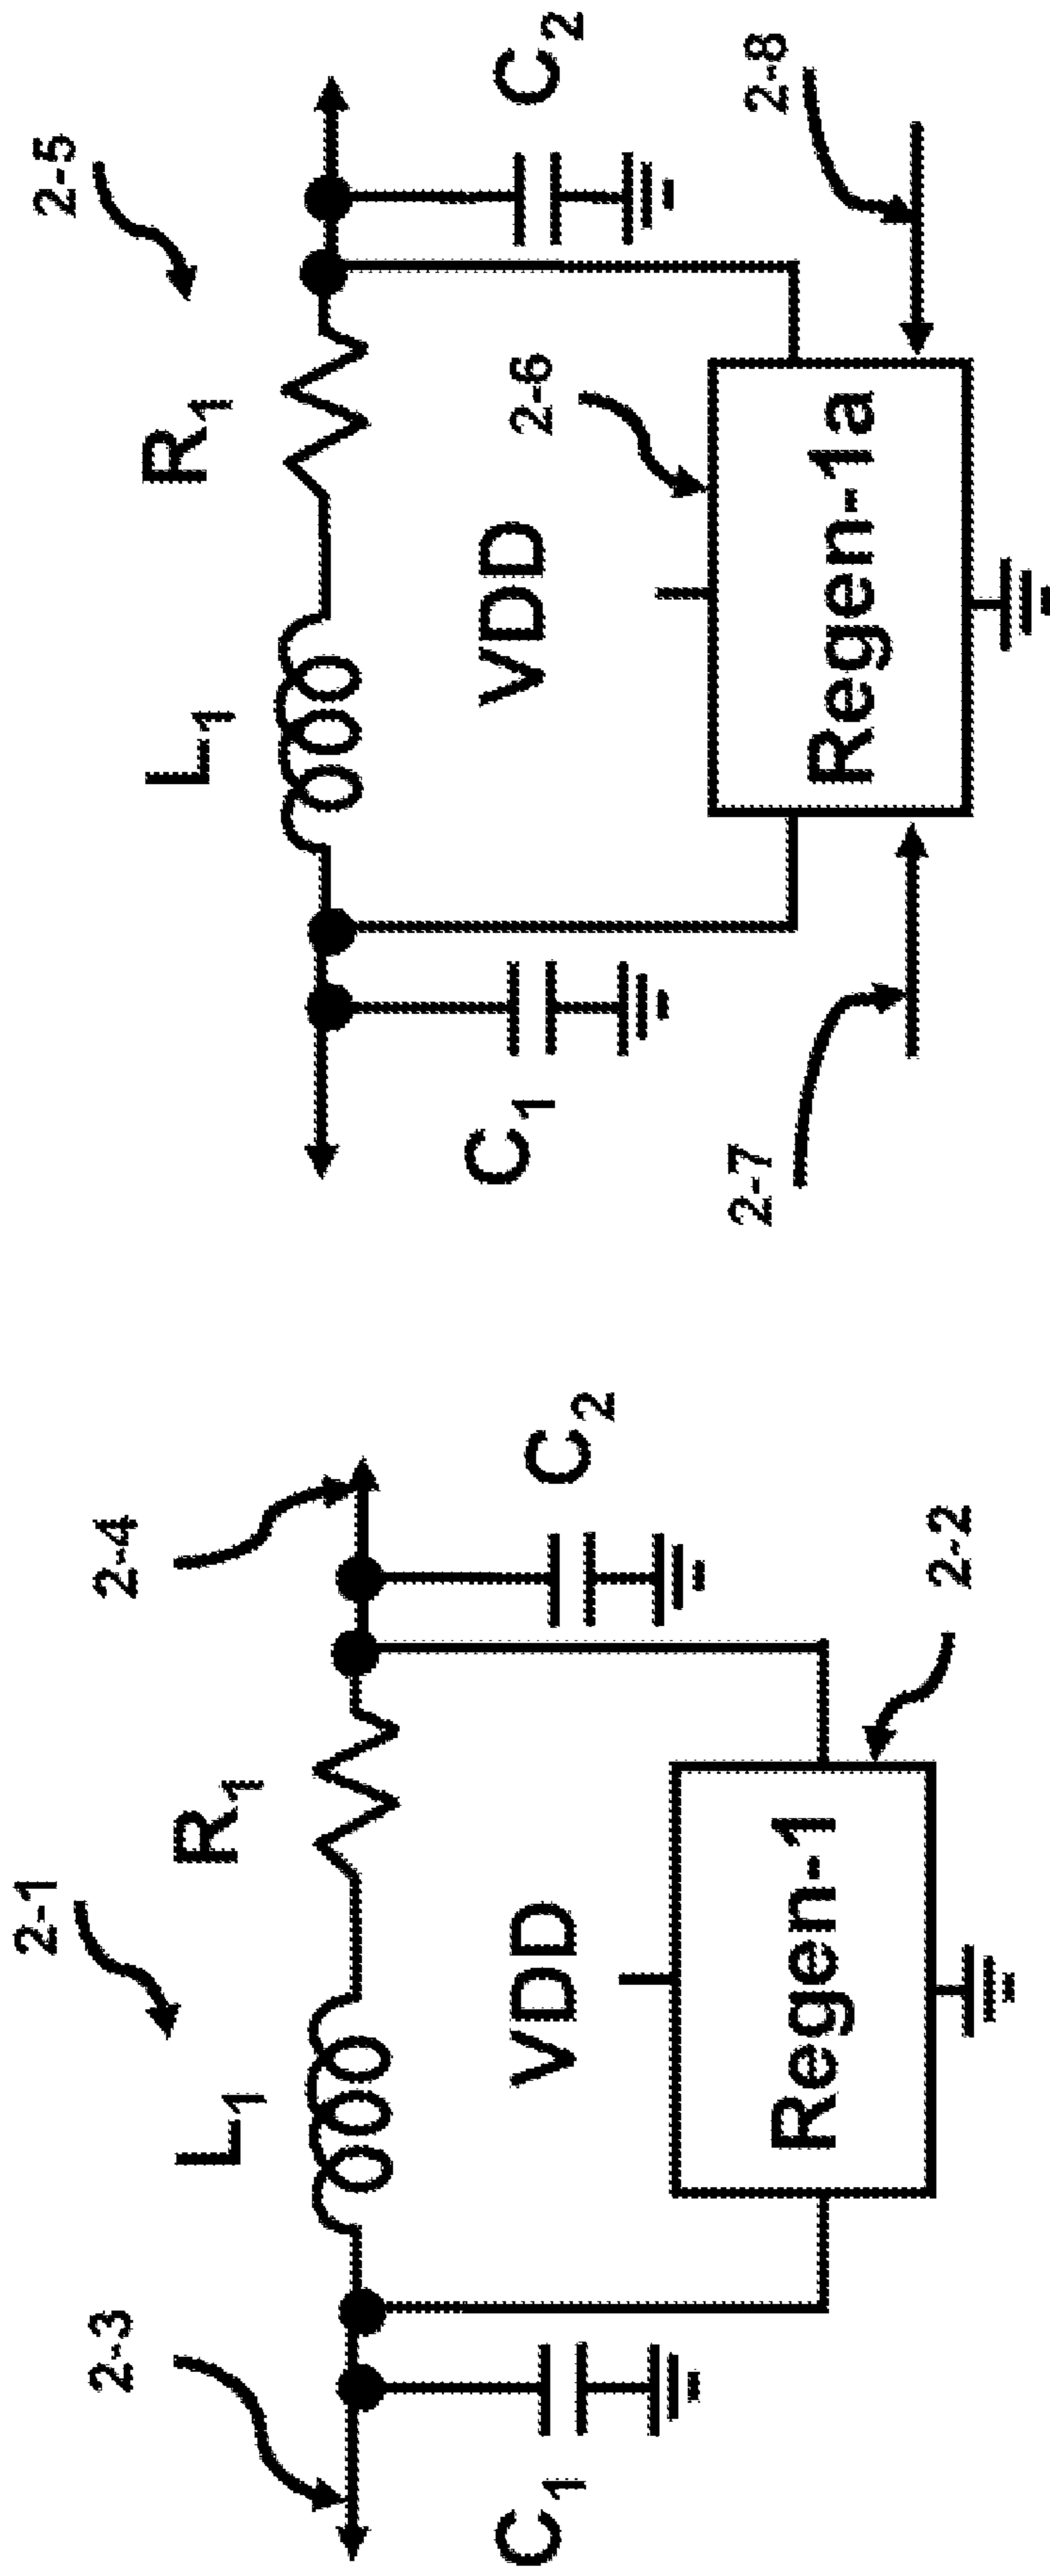 2-1
2-3
2-4
L1
R1
C1
VDD
C2
Regen-1
2-2
2-5
L1
R1
C1
VDD
C2
2-6
2-7
Regen-1a
2-8